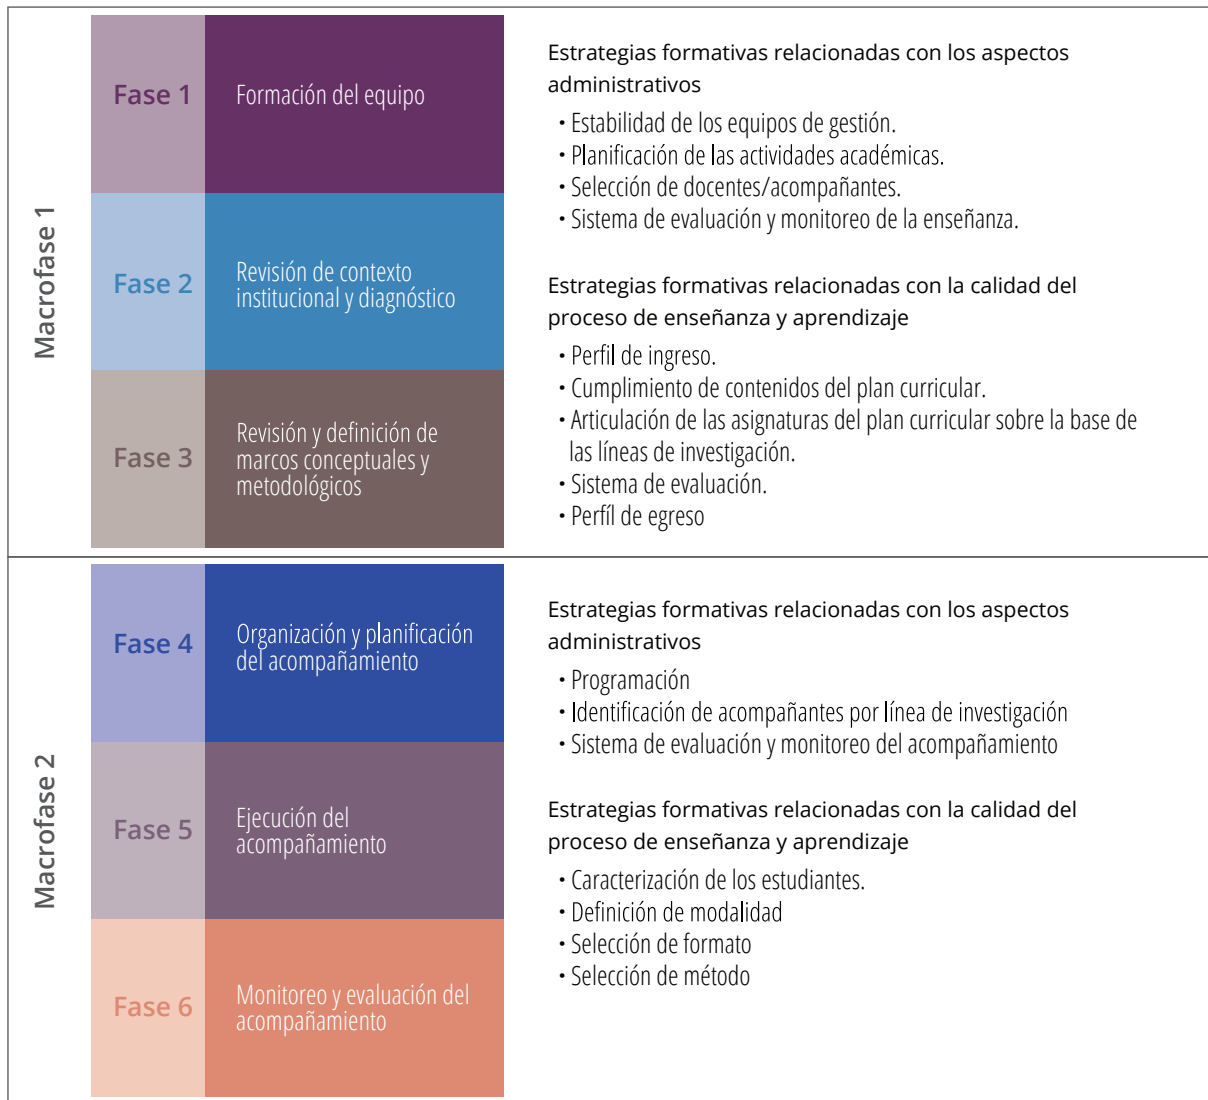 Macrofase 1
Fase 1
Formación del equipo
Fase 2
Revisión de contexto
institucional y diagnóstico
Fase 3
Revisión y definición de
marcos conceptuales y
metodológicos
Estrategias formativas relacionadas con los aspectos
administrativos
• Estabilidad de los equipos de gestión.
• Planificación de las actividades académicas.
• Selección de docentes/acompañantes.
• Sistema de evaluación y monitoreo de la enseñanza.
Estrategias formativas relacionadas con la calidad del
proceso de enseñanza y aprendizaje
• Perfil de ingreso.
• Cumplimiento de contenidos del plan curricular.
• Articulación de las asignaturas del plan curricular sobre la base de
las líneas de investigación.
• Sistema de evaluación.
• Perfíl de egreso
Macrofase 2
Fase 4
Organización y planificación
del acompañamiento
Fase 5
Ejecución del
acompañamiento
Fase 6
Monitoreo y evaluación del
acompañamiento
Estrategias formativas relacionadas con los aspectos
administrativos
• Programación
• Identificación de acompañantes por línea de investigación
• Sistema de evaluación y monitoreo del acompañamiento
Estrategias formativas relacionadas con la calidad del
proceso de enseñanza y aprendizaje
• Caracterización de los estudiantes.
• Definición de modalidad
• Selección de formato
• Selección de método